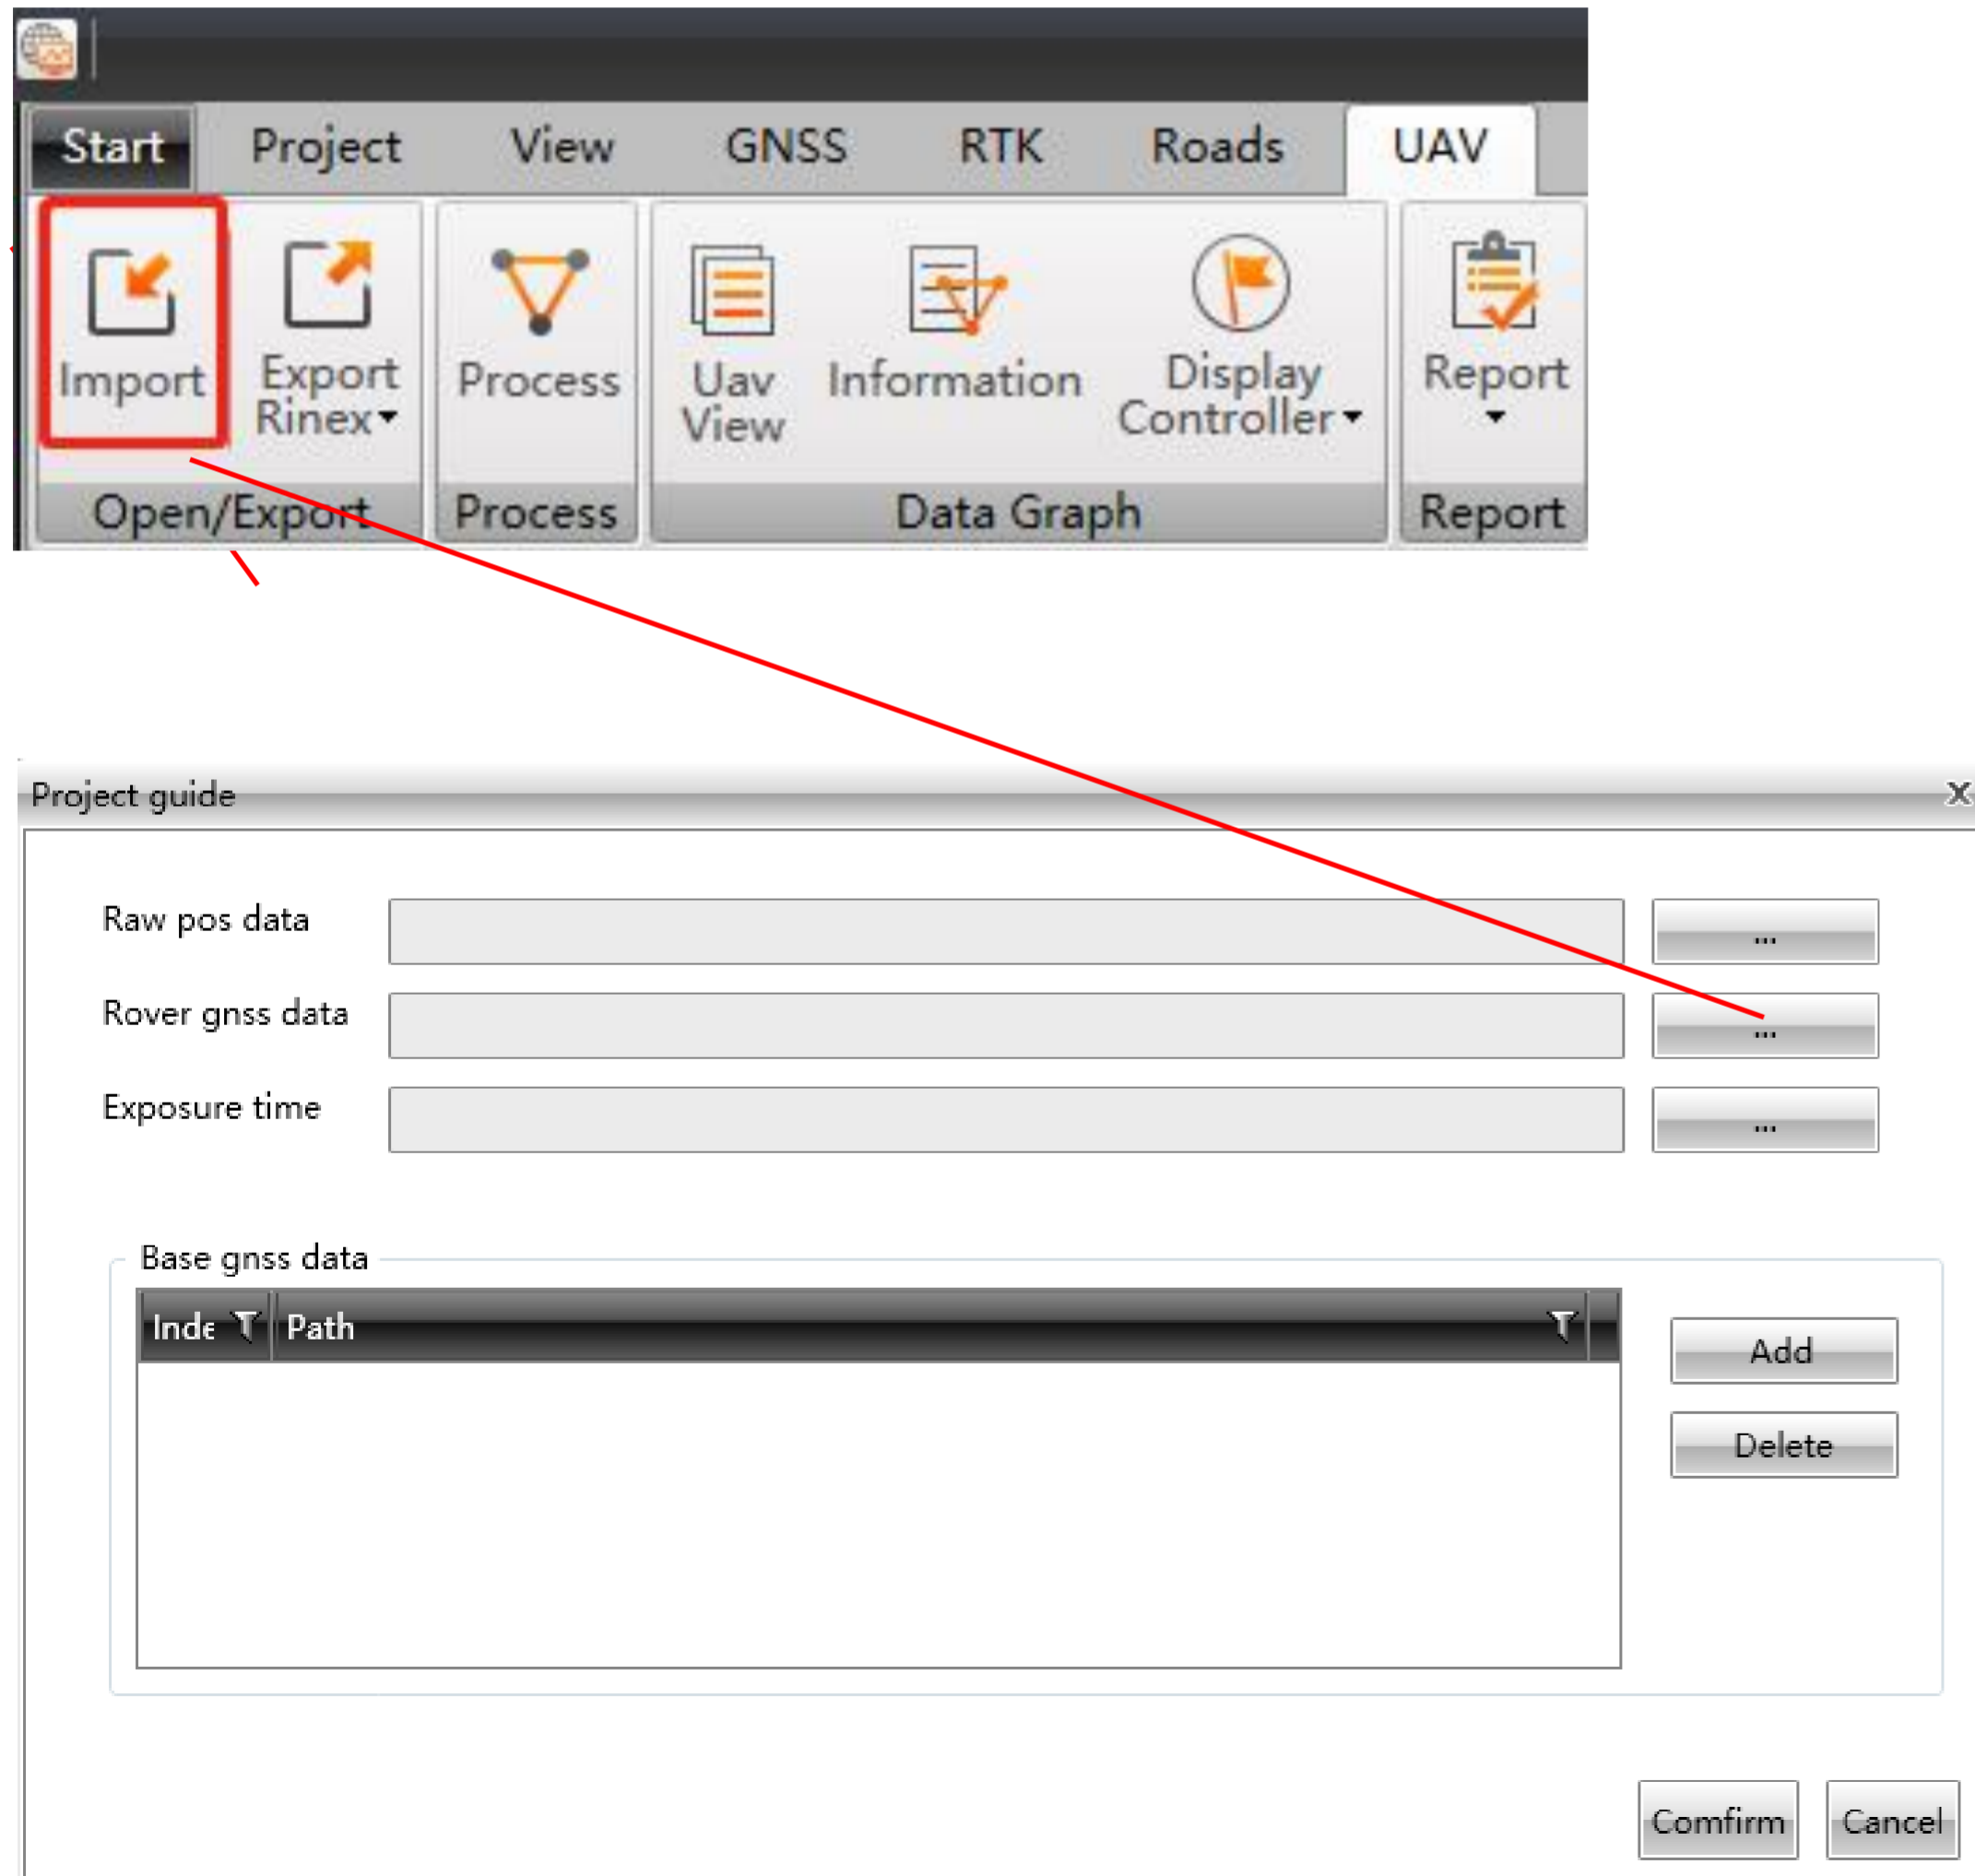 Start Project View GNSS RTK Roads UAV
Import
Export
Rinex
Process
Uav
View
Information
Display
Controller
Report
Open/Export Process Data Graph Report
Project guide
x
Raw pos data ...
Rover gnss data ...
Exposure time ...
Base gnss data
Inde Path
Add
Delete
Comfirm Cancel